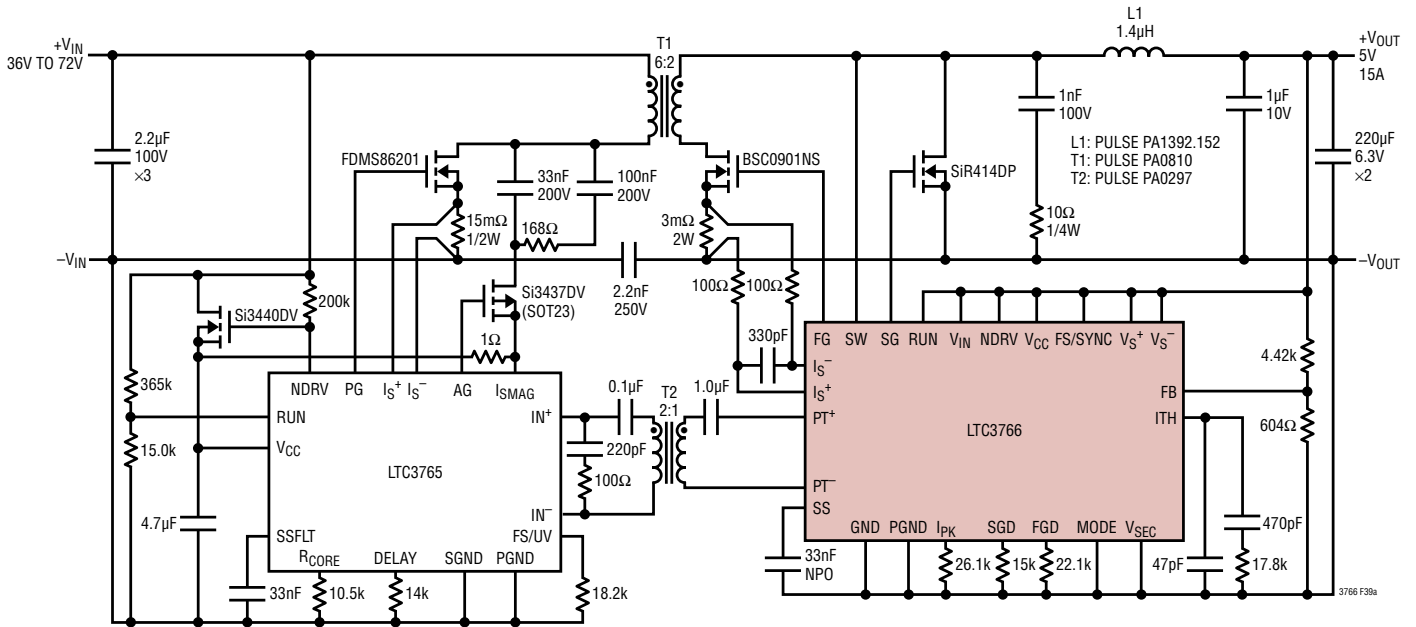 +VIN
36V TO 72V
2.2µF
100V
×3
–VIN
T1
6:2
FDMS86201
33nF
200V
100nF
200V
15mΩ
1/2W
168Ω
Si3440DV
200k
Si3437DV
(SOT23)
1Ω
2.2nF
250V
BSC0901NS
3mΩ
2W
100Ω
100Ω
330pF
SiR414DP
1nF
100V
10Ω
1/4W
L1
1.4µH
L1: PULSE PA1392.152
T1: PULSE PA0810
T2: PULSE PA0297
1µF
10V
+VOUT
5V
15A
220µF
6.3V
×2
–VOUT
365k
15.0k
4.7µF
NDRV
PG
IS+
IS–
AG
ISMAG
RUN
VCC
LTC3765
IN+
IN–
FS/UV
SSFLT
RCORE
DELAY
SGND
PGND
33nF
10.5k
14k
18.2k
0.1µF
T2
2:1
1.0µF
220pF
100Ω
FG
SW
SG
RUN
VIN
NDRV
VCC
FS/SYNC
VS+
VS–
IS–
IS+
PT+
LTC3766
FB
ITH
PT–
SS
GND
PGND
IPK
SGD
FGD
MODE
VSEC
33nF
NPO
26.1k
15k
22.1k
47pF
470pF
17.8k
4.42k
604Ω
3766 F39a